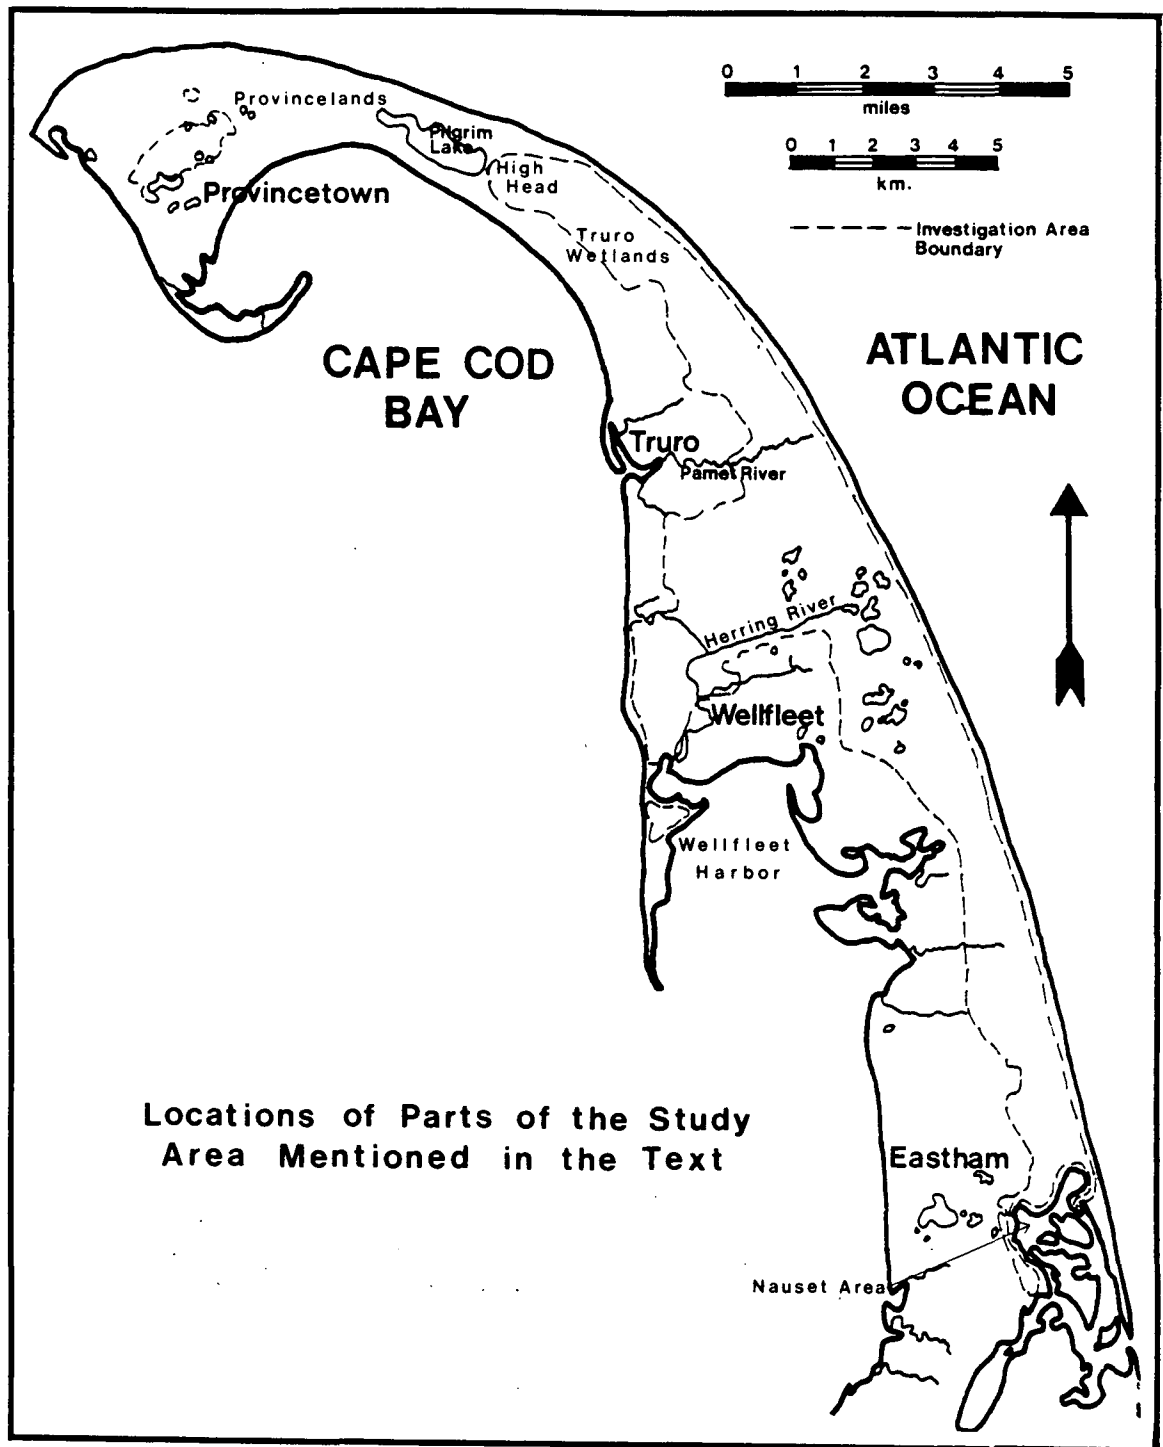 0 1 2 3 4 5
miles
0 1 2 3 4 5
km.
Investigation Area
Boundary
Provincelands
Pilgrim
Lake
High
Head
Provincetown
Truro
Wetlands
CAPE COD
BAY
ATLANTIC
OCEAN
Truro
Pamet River
Herring River
Wellfleet
Wellfleet
Harbor
Locations of Parts of the Study
Area Mentioned in the Text
Eastham
Nauset Area